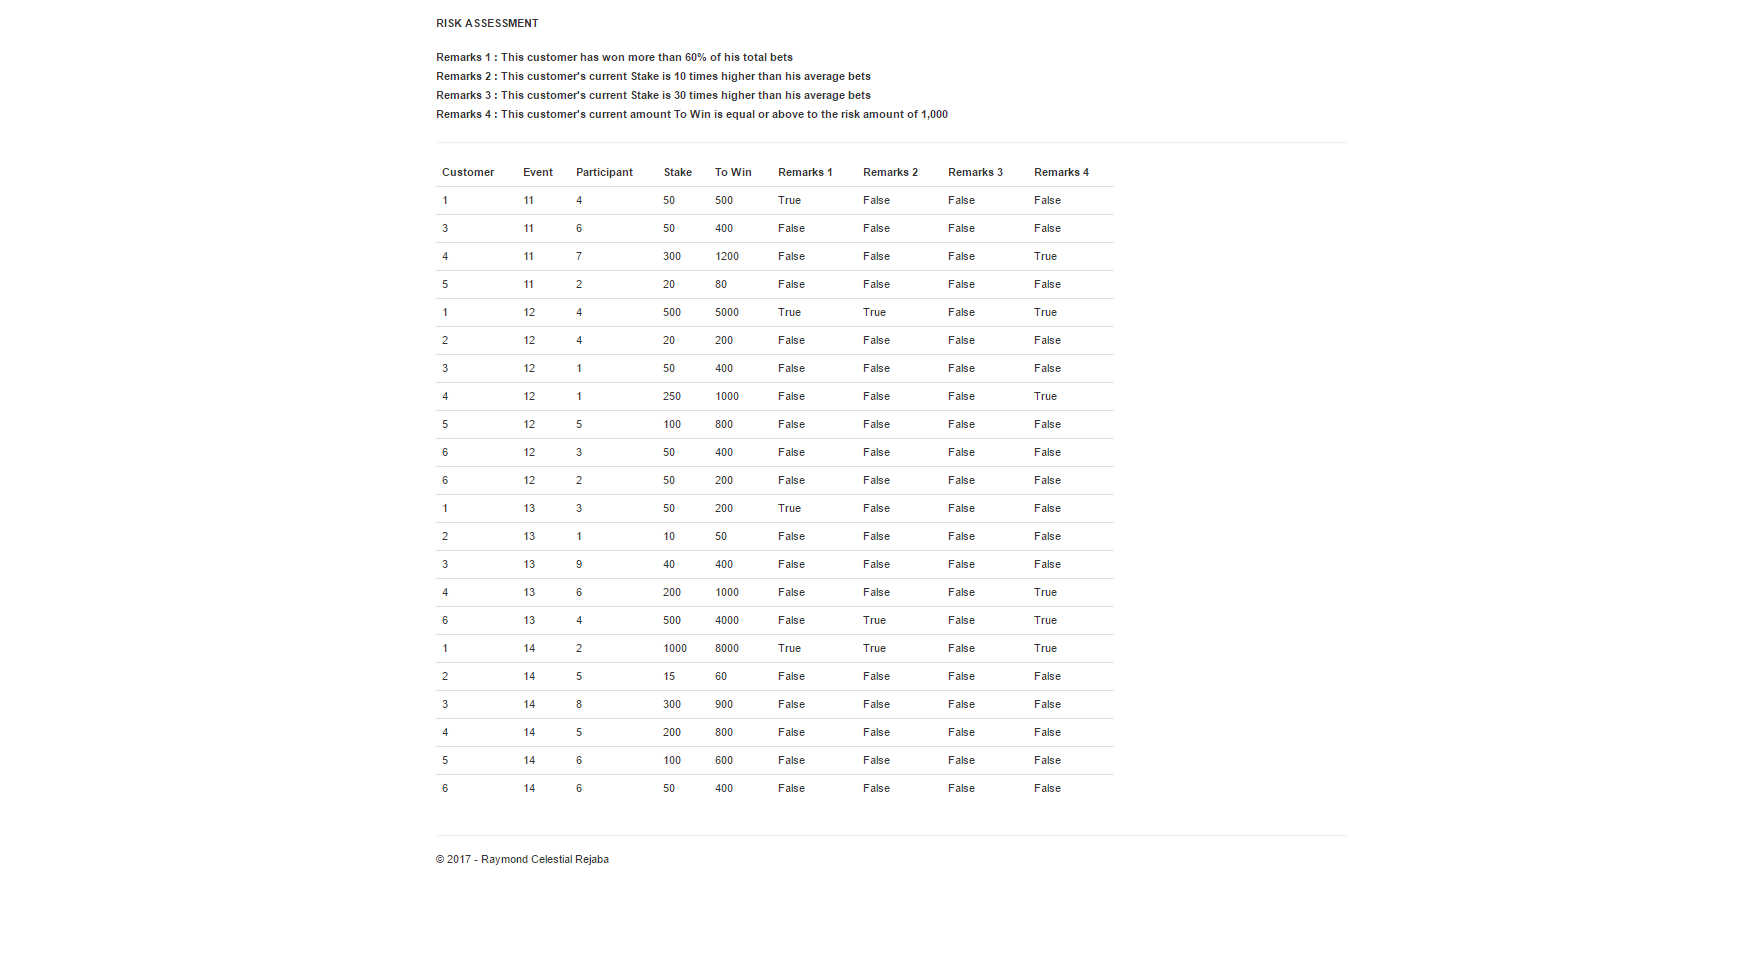 RISK ASSESSMENT
Remarks 1 : This customer has won more than 60% of his total bets
Remarks 2 : This customer's current Stake is 10 times higher than his average bets
Remarks 3 : This customer's current Stake is 30 times higher than his average bets
Remarks 4 : This customer's current amount To Win is equal or above to the risk amount of 1,000
Customer Event Participant Stake To Win Remarks 1 Remarks 2 Remarks 3 Remarks 4
1 11 4 50 500 True False False False
3 11 6 50 400 False False False False
4 11 7 300 1200 False False False True
5 11 2 20 80 False False False False
1 12 4 500 5000 True True False True
2 12 4 20 200 False False False False
3 12 1 50 400 False False False False
4 12 1 250 1000 False False False True
5 12 5 100 800 False False False False
6 12 3 50 400 False False False False
6 12 2 50 200 False False False False
1 13 3 50 200 True False False False
2 13 1 10 50 False False False False
3 13 9 40 400 False False False False
4 13 6 200 1000 False False False True
6 13 4 500 4000 False True False True
1 14 2 1000 8000 True True False True
2 14 5 15 60 False False False False
3 14 8 300 900 False False False False
4 14 5 200 800 False False False False
5 14 6 100 600 False False False False
6 14 6 50 400 False False False False
© 2017 - Raymond Celestial Rejaba